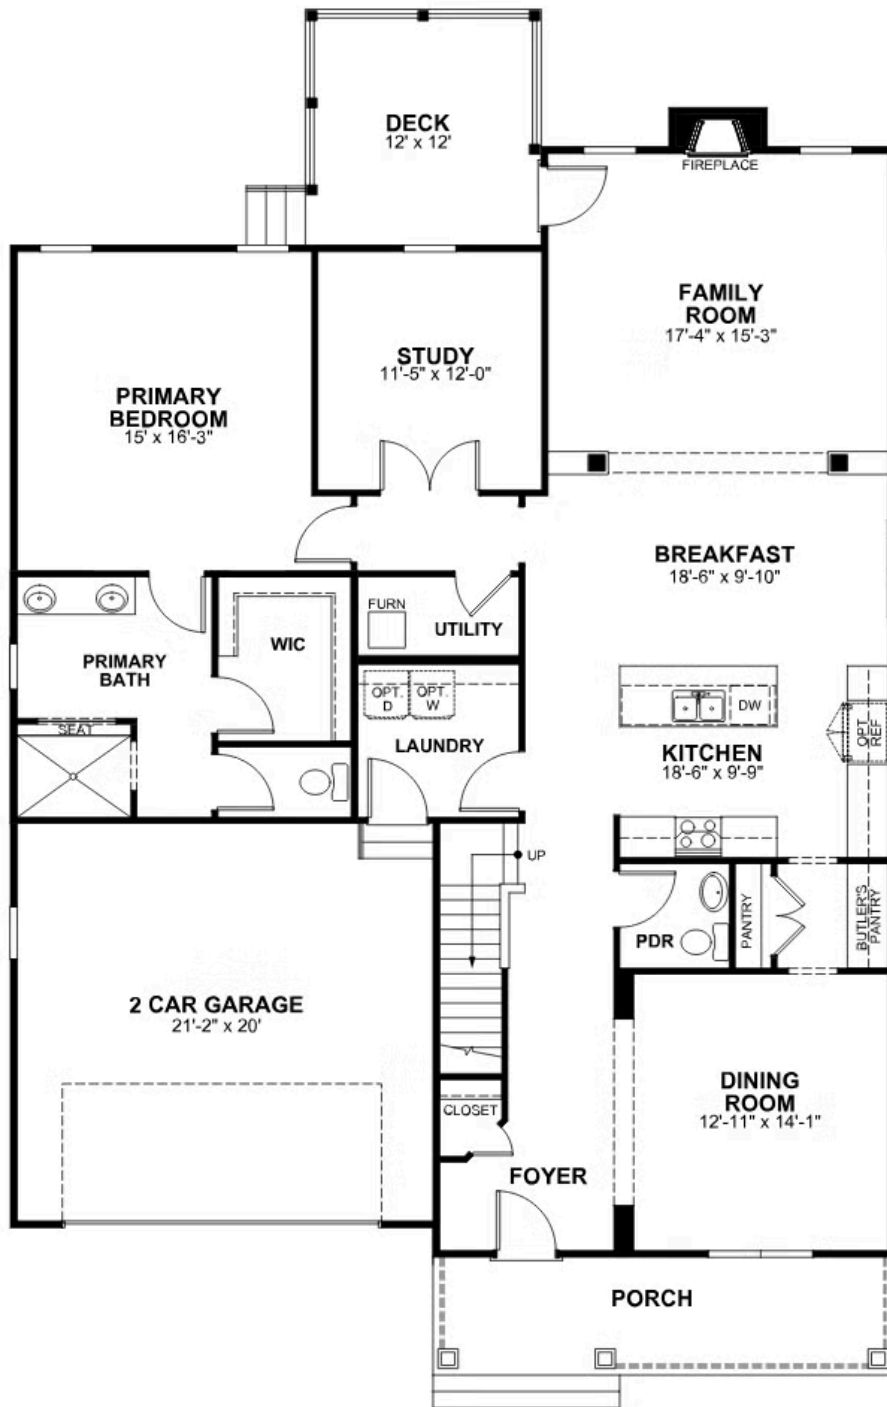 DECK
12' x 12'
FIREPLACE
FAMILY
ROOM
17'-4" x 15'-3"
STUDY
11'-5" x 12'-0"
PRIMARY
BEDROOM
15' x 16'-3"
BREAKFAST
18'-6" x 9'-10"
FURN
UTILITY
WIC
PRIMARY
BATH
OPT.
D
OPT.
W
DW
OPT
REF
SEAT
LAUNDRY
KITCHEN
18'-6" x 9'-9"
UP
PDR
PANTRY
BUTLER'S
PANTRY
2 CAR GARAGE
21'-2" x 20'
DINING
ROOM
12'-11" x 14'-1"
CLOSET
FOYER
PORCH